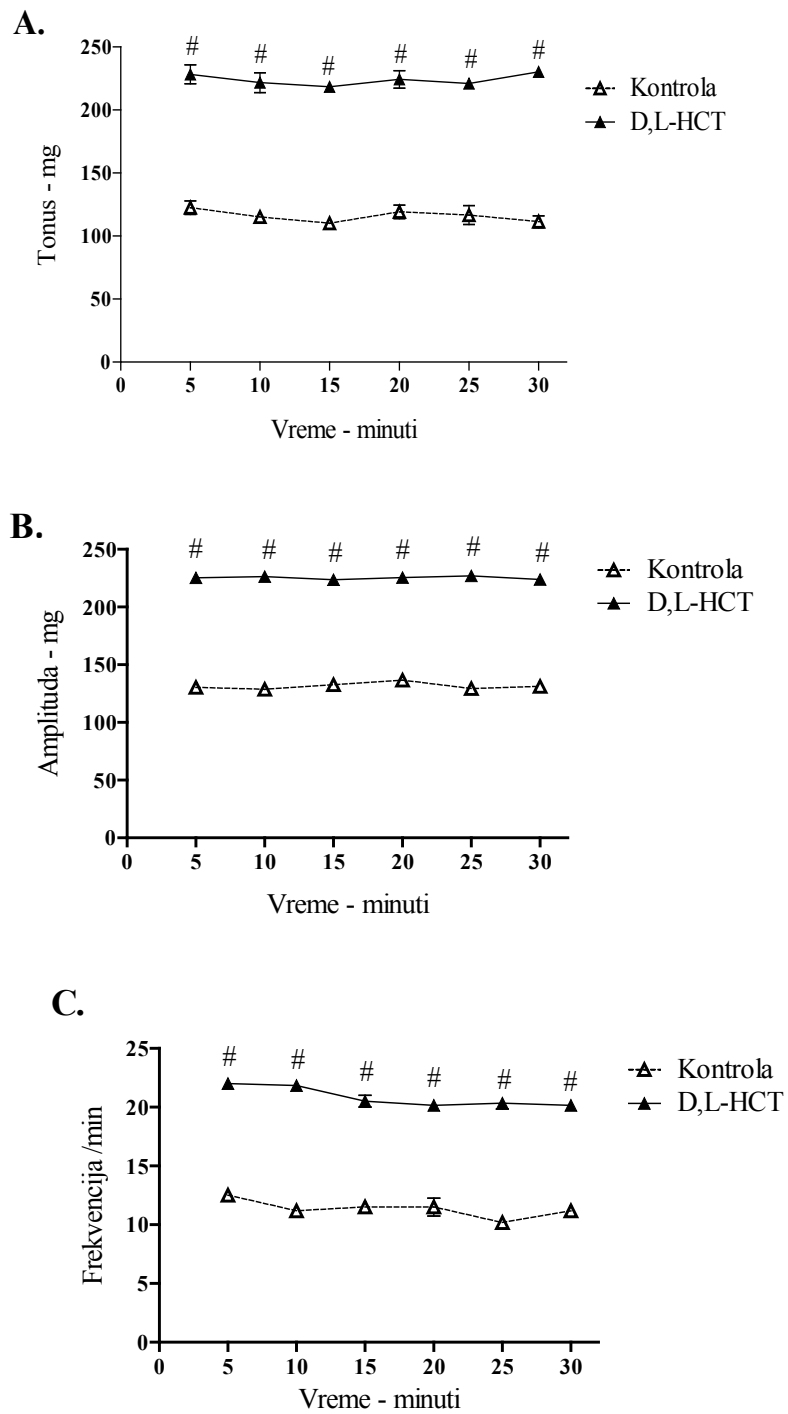 A.
# # # # # #
250
200
150
100
50
0
Tonus - mg
0 5 10 15 20 25 30
Vreme - minuti
Kontrola
D,L-HCT
B.
# # # # # #
250
200
150
100
50
0
Amplituda - mg
0 5 10 15 20 25 30
Vreme - minuti
Kontrola
D,L-HCT
C.
# # # # # #
25
20
15
10
5
0
Frekvencija /min
0 5 10 15 20 25 30
Vreme - minuti
Kontrola
D,L-HCT